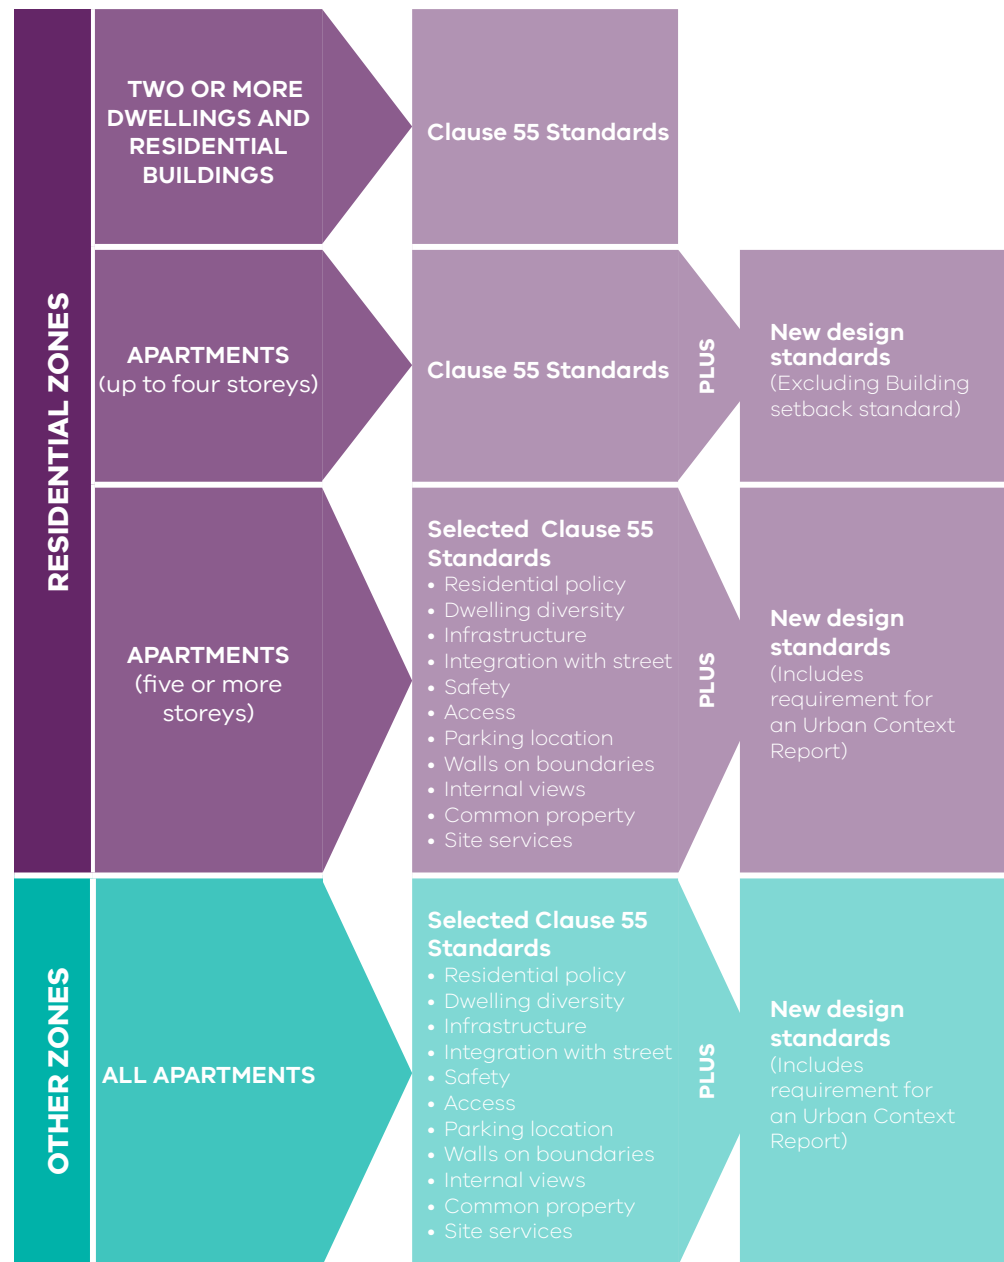 RESIDENTIAL ZONES
TWO OR MORE
DWELLINGS AND
RESIDENTIAL
BUILDINGS
Clause 55 Standards
APARTMENTS
(up to four storeys)
Clause 55 Standards
PLUS
New design
standards
(Excluding Building
setback standard)
APARTMENTS
(five or more
storeys)
Selected Clause 55
Standards
• Residential policy
• Dwelling diversity
• Infrastructure
• Integration with street
• Safety
• Access
• Parking location
• Walls on boundaries
• Internal views
• Common property
• Site services
PLUS
New design
standards
(Includes
requirement for
an Urban Context
Report)
OTHER ZONES
ALL APARTMENTS
Selected Clause 55
Standards
• Residential policy
• Dwelling diversity
• Infrastructure
• Integration with street
• Safety
• Access
• Parking location
• Walls on boundaries
• Internal views
• Common property
• Site services
PLUS
New design
standards
(Includes
requirement for
an Urban Context
Report)